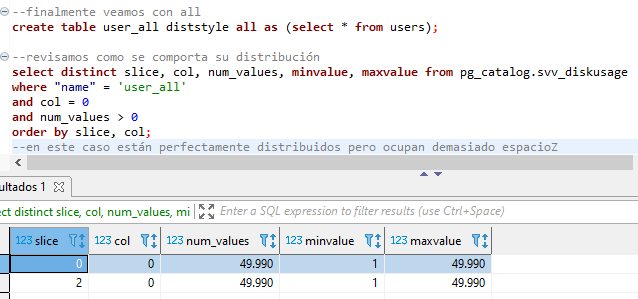 --finalmente veamos con all
create table user_all diststyle all as (select * from users);
--revisamos como se comporta su distribución
select distinct slice, col, num_values, minvalue, maxvalue from pg_catalog.svv_diskusage
where "name" = 'user_all'
and col = 0
and num_values > 0
order by slice, col;
--en este caso están perfectamente distribuidos pero ocupan demasiado espacioZ
ultados 1
ect distinct slice, col, num_values, mi Enter a SQL expression to filter results (use Ctrl+Space)
123 slice 123 col 123 num_values 123 minvalue 123 maxvalue
0 0 49.990 1 49.990
2 0 49.990 1 49.990